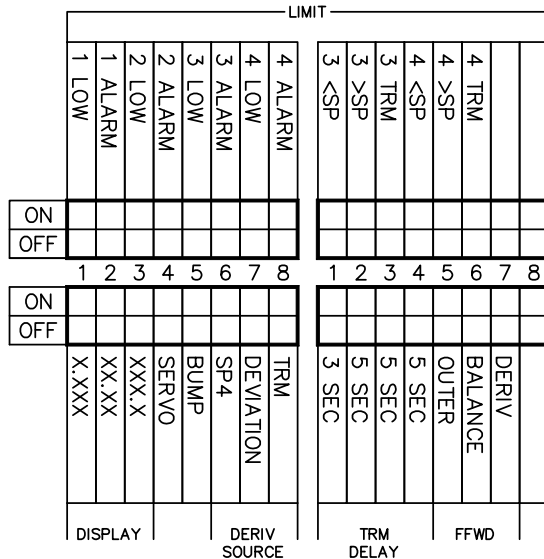 LIMIT
1 LOW
1 ALARM
2 LOW
2 ALARM
3 LOW
3 ALARM
4 LOW
4 ALARM
3 <SP
3 >SP
3 TRM
4 <SP
4 >SP
4 TRM
ON
OFF
1 2 3 4 5 6 7 8 1 2 3 4 5 6 7 8
ON
OFF
X.XXX
XX.XX
XXX.X
SERVO
BUMP
SP4
DEVIATION
TRM
3 SEC
5 SEC
5 SEC
5 SEC
OUTER
BALANCE
DERIV
DISPLAY
DERIV
SOURCE
TRM
DELAY
FFWD